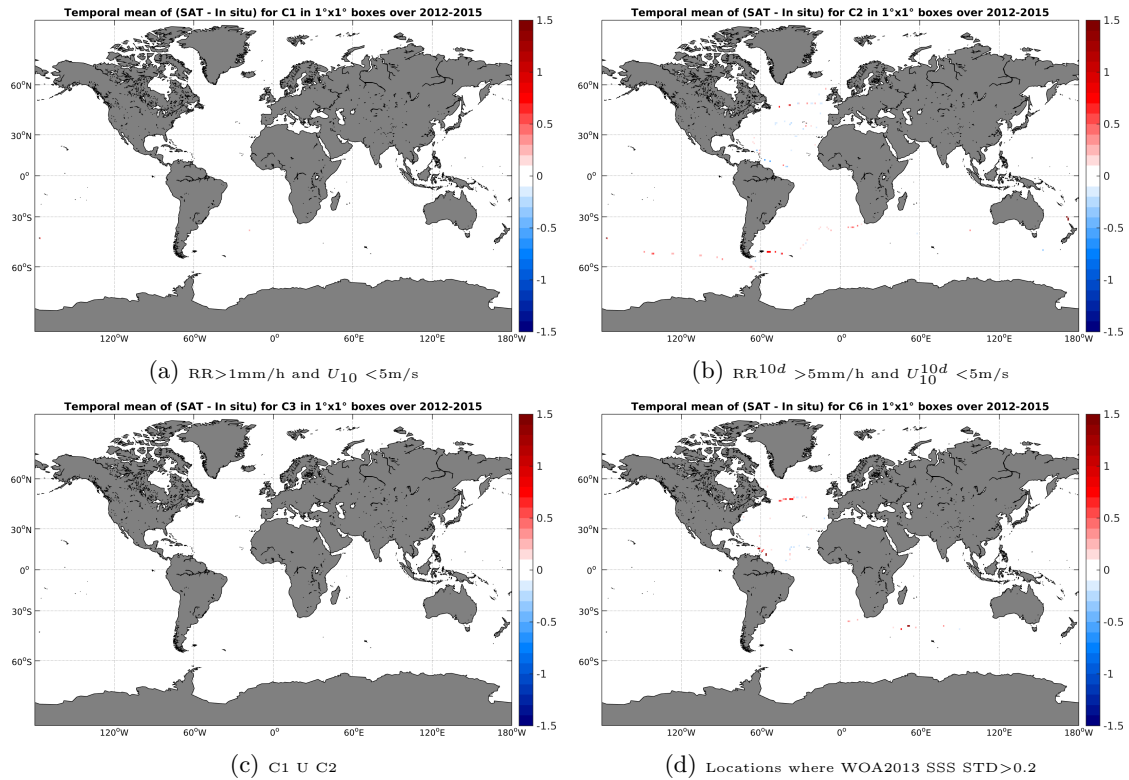 Temporal mean of (SAT - In situ) for C1 in 1°x1° boxes over 2012-2015
60°N
30°N
0°
30°S
60°S
120°W 60°W 0° 60°E 120°E 180°W
1.5
1
0.5
0
-0.5
-1
-1.5
(a) RR>1mm/h and U10 <5m/s
Temporal mean of (SAT - In situ) for C2 in 1°x1° boxes over 2012-2015
60°N
30°N
0°
30°S
60°S
120°W 60°W 0° 60°E 120°E 180°W
1.5
1
0.5
0
-0.5
-1
-1.5
(b) RR10d >5mm/h and U10d10 <5m/s
Temporal mean of (SAT - In situ) for C3 in 1°x1° boxes over 2012-2015
60°N
30°N
0°
30°S
60°S
120°W 60°W 0° 60°E 120°E 180°W
1.5
1
0.5
0
-0.5
-1
-1.5
(c) C1 U C2
Temporal mean of (SAT - In situ) for C6 in 1°x1° boxes over 2012-2015
60°N
30°N
0°
30°S
60°S
120°W 60°W 0° 60°E 120°E 180°W
1.5
1
0.5
0
-0.5
-1
-1.5
(d) Locations where WOA2013 SSS STD>0.2